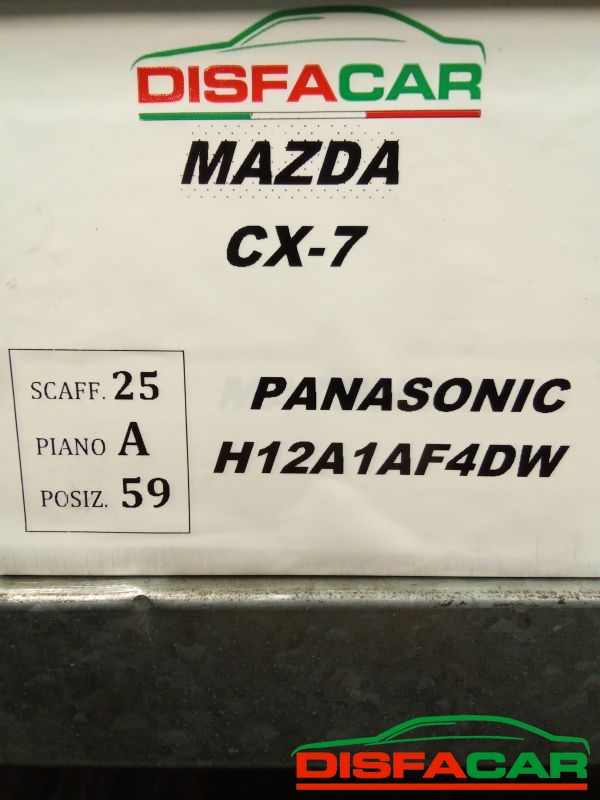 DISFACAR
MAZDA
CX-7
SCAFF. 25
PIANO A
POSIZ. 59
PANASONIC
H12A1AF4DW
DISFACAR